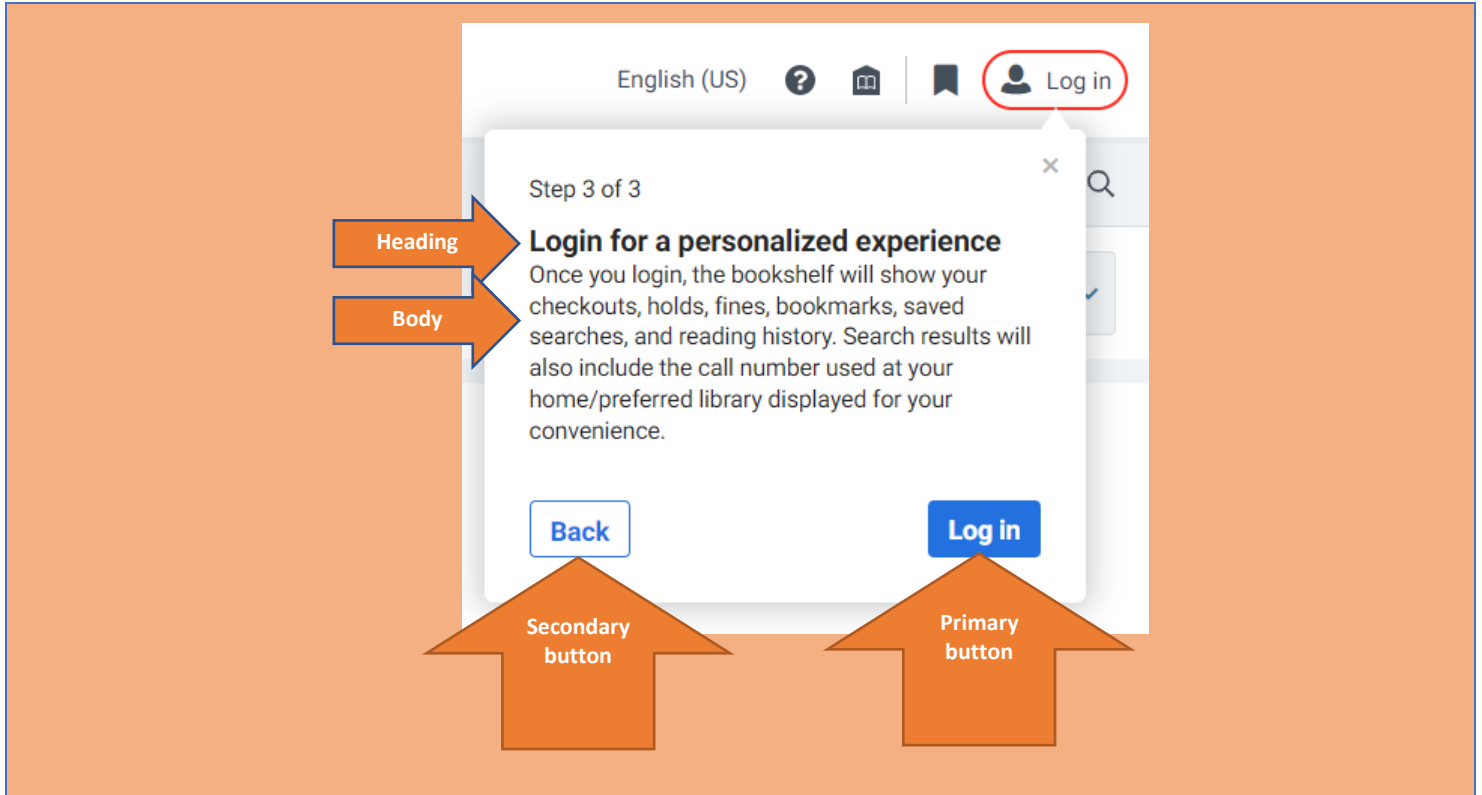 English (US)
Log in
Step 3 of 3
Heading
Login for a personalized experience
Body
Once you login, the bookshelf will show your
checkouts, holds, fines, bookmarks, saved
searches, and reading history. Search results will
also include the call number used at your
home/preferred library displayed for your
convenience.
Back
Log in
Secondary
button
Primary
button